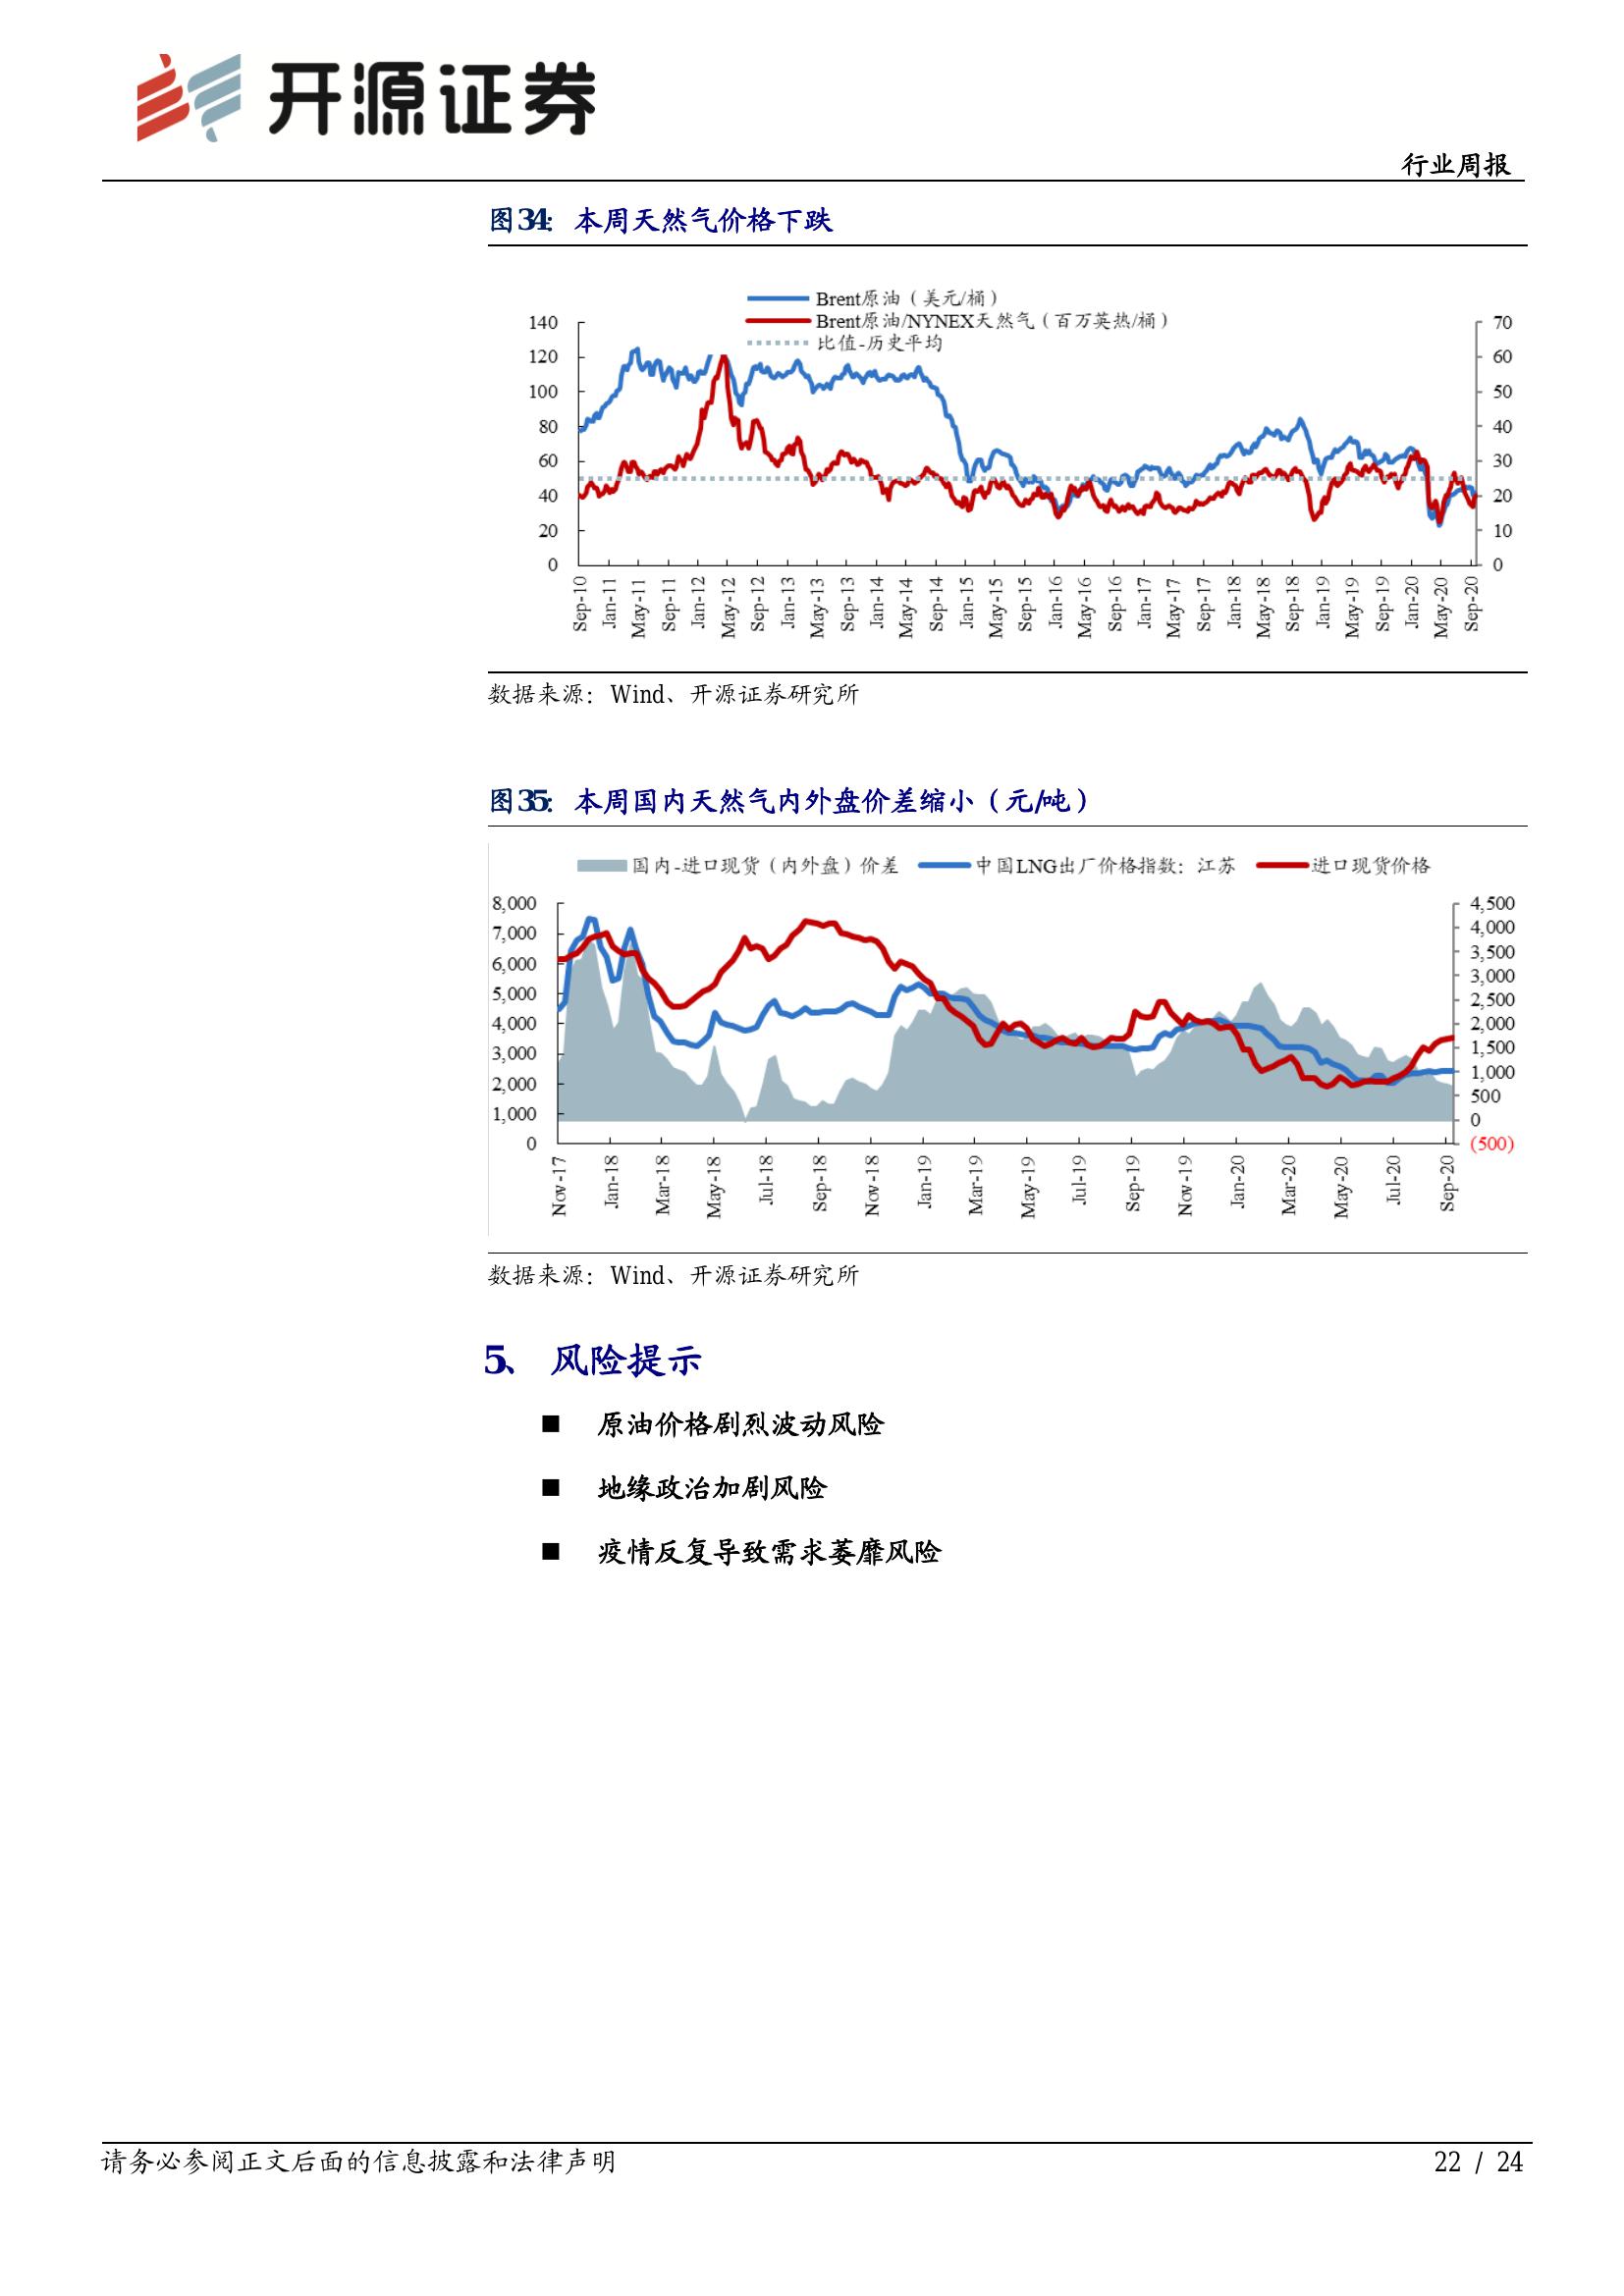 开源证券
行业周报
图34：本周天然气价格下跌
Brent原油（美元/桶）
Brent原油/NYNEX天然气（百万英热/桶）
比值-历史平均
140
120
100
80
60
40
20
0
70
60
50
40
30
20
10
0
Sep-10 Jan-11 May-11 Sep-11 Jan-12 May-12 Sep-12 Jan-13 May-13 Sep-13 Jan-14 May-14 Sep-14 Jan-15 May-15 Sep-15 Jan-16 May-16 Sep-16 Jan-17 May-17 Sep-17 Jan-18 May-18 Sep-18 Jan-19 May-19 Sep-19 Jan-20 May-20 Sep-20
数据来源：Wind、开源证券研究所
图35：本周国内天然气内外盘价差缩小（元/吨）
国内-进口现货（内外盘）价差 中国LNG出厂价格指数：江苏 进口现货价格
8,000
7,000
6,000
5,000
4,000
3,000
2,000
1,000
0
4,500
4,000
3,500
3,000
2,500
2,000
1,500
1,000
500
0
(500)
Nov-17 Jan-18 Mar-18 May-18 Jul-18 Sep-18 Nov-18 Jan-19 Mar-19 May-19 Jul-19 Sep-19 Nov-19 Jan-20 Mar-20 May-20 Jul-20 Sep-20
数据来源：Wind、开源证券研究所
5、 风险提示
■ 原油价格剧烈波动风险
■ 地缘政治加剧风险
■ 疫情反复导致需求萎靡风险
请务必参阅正文后面的信息披露和法律声明 22 / 24